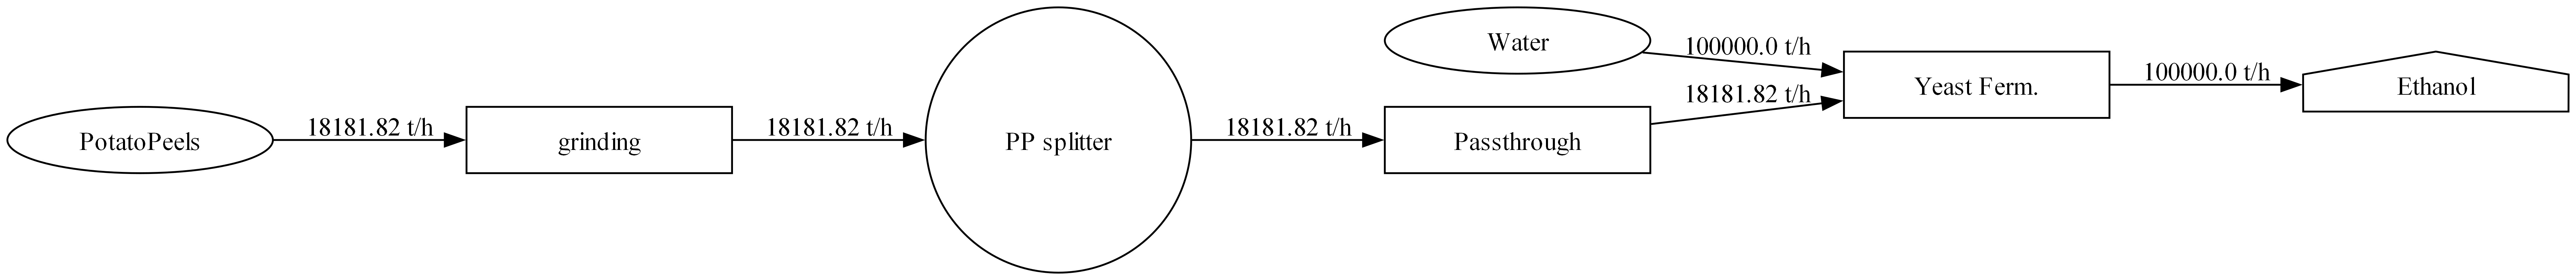 PotatoPeels
18181.82 t/h
grinding
18181.82 t/h
PP splitter
18181.82 t/h
Water
Passthrough
100000.0 t/h
18181.82 t/h
Yeast Ferm.
100000.0 t/h
Ethanol